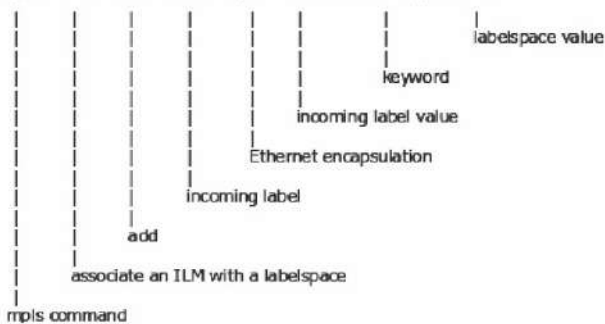 labelspace value
keyword
incoming label value
Ethernet encapsulation
incoming label
add
associate an ILM with a labelspace
mpls command